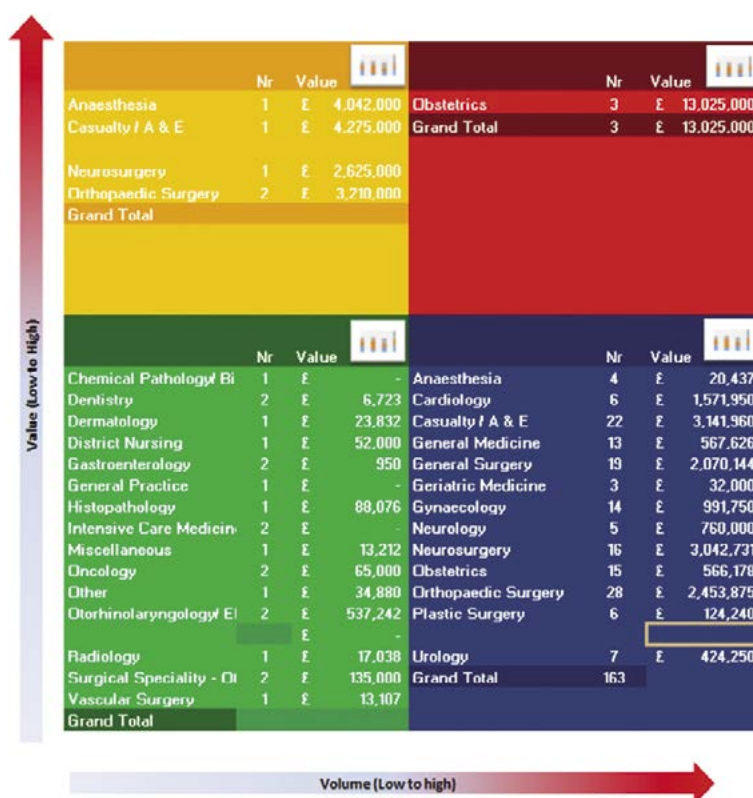 Nr Value
Anaesthesia 1 £ 4,042,000
Casualty / A & E 1 £ 4,275,000
Neurosurgery 1 £ 2,625,000
Orthopaedic Surgery 2 £ 3,210,000
Grand Total
Nr Value
Obstetrics 3 £ 13,025,000
Grand Total 3 £ 13,025,000
Value (Low to High)
Nr Value
Chemical Pathology/ Bi 1 £ -
Dentistry 2 £ 6,723
Dermatology 1 £ 23,832
District Nursing 1 £ 52,000
Gastroenterology 2 £ 950
General Practice 1 £ -
Histopathology 1 £ 88,076
Intensive Care Medicin 2 £ -
Miscellaneous 1 £ 13,212
Oncology 2 £ 65,000
Other 1 £ 34,880
Otorhinolaryngology/ E 2 £ 537,242
£ -
Radiology 1 £ 17,038
Surgical Speciality - Ot 2 £ 135,000
Vascular Surgery 1 £ 13,107
Grand Total
Nr Value
Anaesthesia 4 £ 20,437
Cardiology 6 £ 1,571,950
Casualty / A & E 22 £ 3,141,960
General Medicine 13 £ 567,626
General Surgery 19 £ 2,070,144
Geriatric Medicine 3 £ 32,000
Gynaecology 14 £ 991,750
Neurology 5 £ 760,000
Neurosurgery 16 £ 3,042,731
Obstetrics 15 £ 566,178
Orthopaedic Surgery 28 £ 2,453,875
Plastic Surgery 6 £ 124,240
Urology 7 £ 424,250
Grand Total 163
Volume (Low to high)